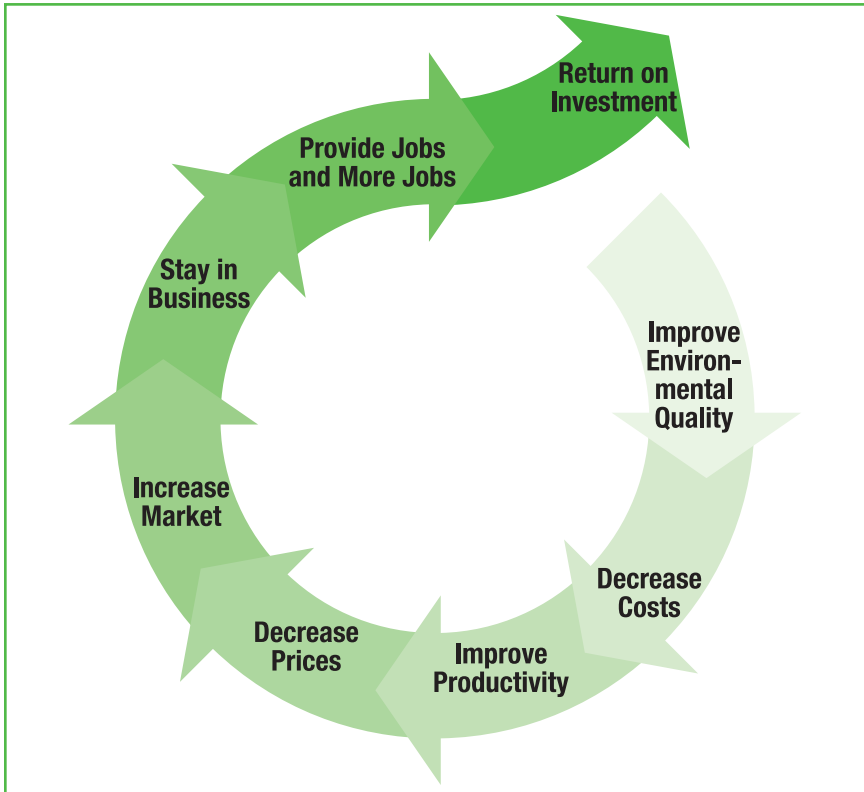 Return on
Investment
Provide Jobs
and More Jobs
Stay in
Business
Improve
Environ-
mental
Quality
Increase
Market
Decrease
Costs
Decrease
Prices
Improve
Productivity